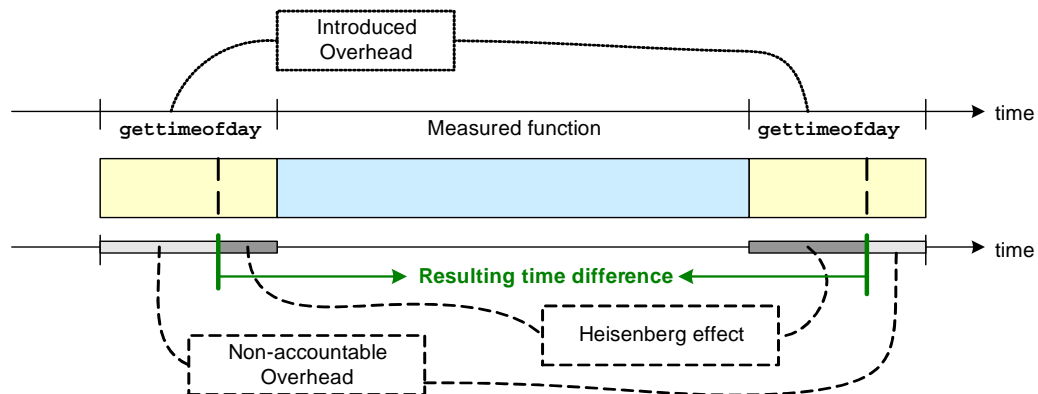 Introduced
Overhead
time
gettimeofday
Measured function
gettimeofday
time
Resulting time difference
Heisenberg effect
Non-accountable
Overhead